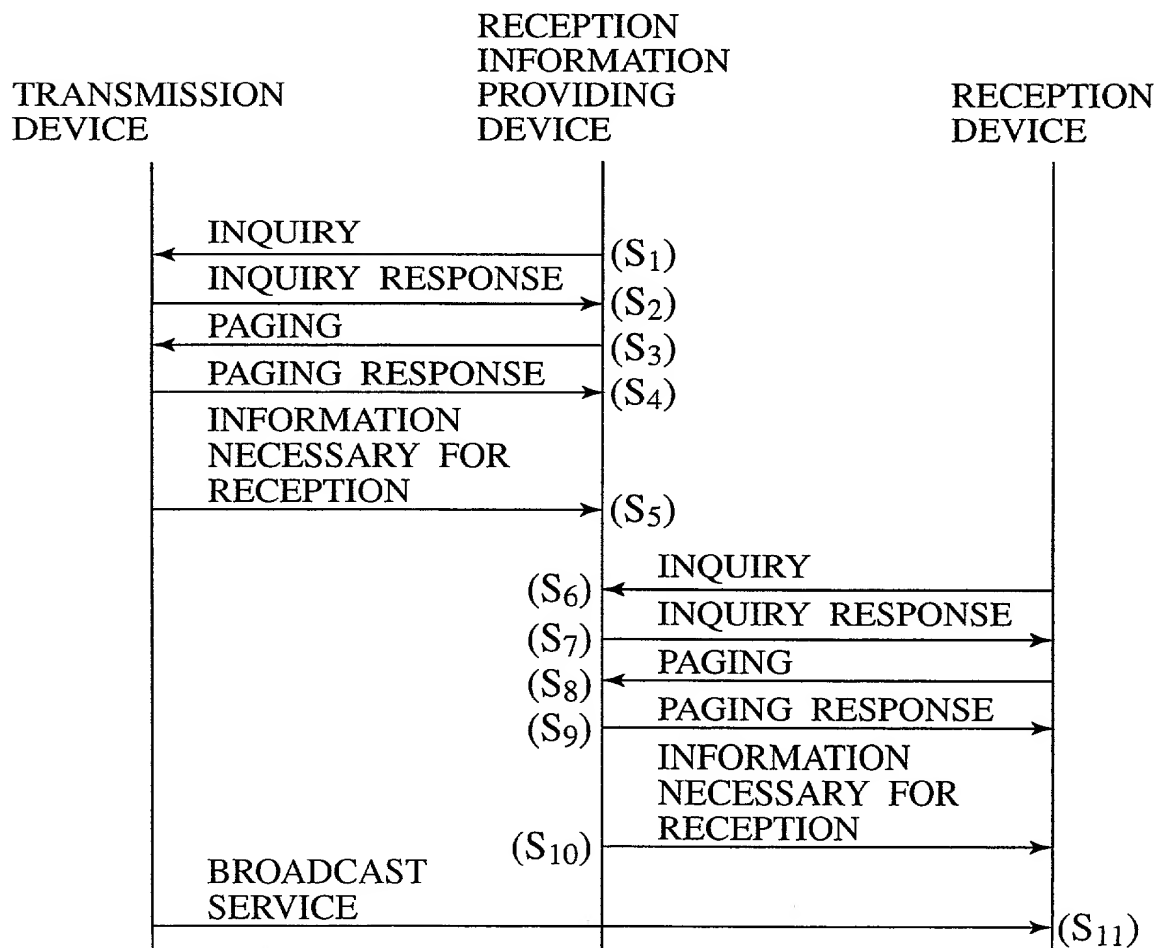 TRANSMISSION
DEVICE
RECEPTION
INFORMATION
PROVIDING
DEVICE
RECEPTION
DEVICE
INQUIRY
(S1)
INQUIRY RESPONSE
(S2)
PAGING
(S3)
PAGING RESPONSE
(S4)
INFORMATION
NECESSARY FOR
RECEPTION
(S5)
INQUIRY
(S6)
INQUIRY RESPONSE
(S7)
PAGING
(S8)
PAGING RESPONSE
(S9)
INFORMATION
NECESSARY FOR
RECEPTION
(S10)
BROADCAST
SERVICE
(S11)